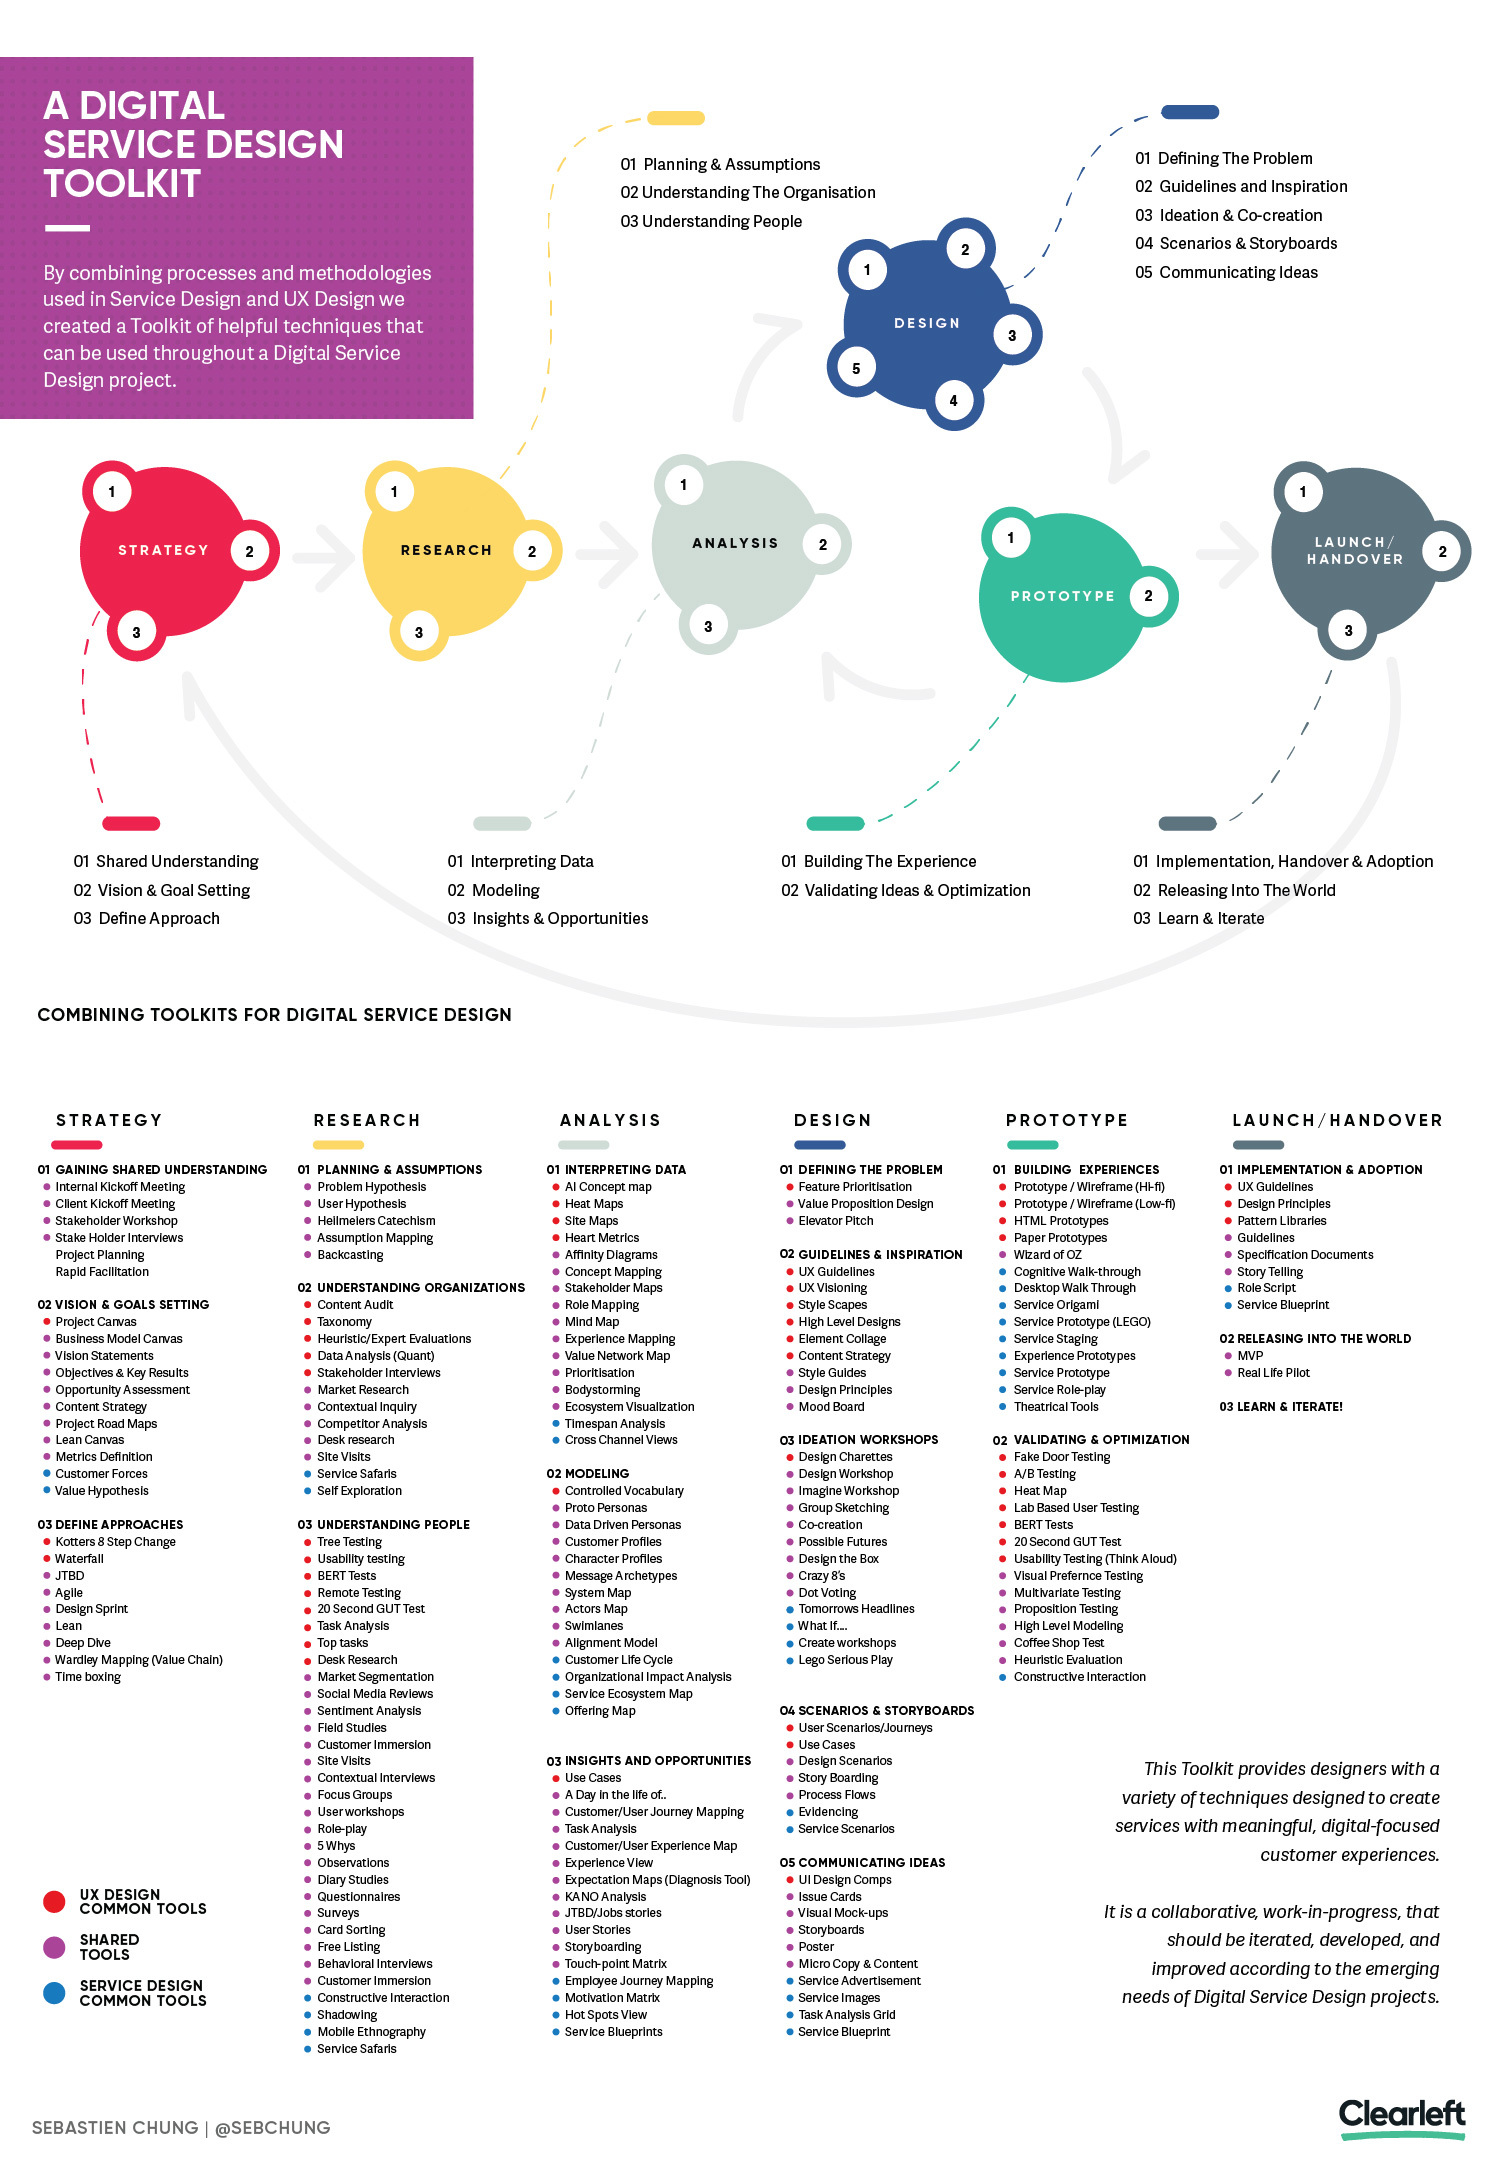 A DIGITAL
SERVICE DESIGN
TOOLKIT
By combining processes and methodologies
used in Service Design and UX Design we
created a Toolkit of helpful techniques that
can be used throughout a Digital Service
Design project.
01 Planning & Assumptions
02 Understanding The Organisation
03 Understanding People
01 Defining The Problem
02 Guidelines and Inspiration
03 Ideation & Co-creation
04 Scenarios & Storyboards
05 Communicating Ideas
1
2
3
4
5
DESIGN
1
2
3
STRATEGY
1
2
3
RESEARCH
1
2
3
ANALYSIS
1
2
PROTOTYPE
1
2
3
LAUNCH/
HANDOVER
01 Shared Understanding
02 Vision & Goal Setting
03 Define Approach
01 Interpreting Data
02 Modeling
03 Insights & Opportunities
01 Building The Experience
02 Validating Ideas & Optimization
01 Implementation, Handover & Adoption
02 Releasing Into The World
03 Learn & Iterate
COMBINING TOOLKITS FOR DIGITAL SERVICE DESIGN
STRATEGY
01 GAINING SHARED UNDERSTANDING
Internal Kickoff Meeting
Client Kickoff Meeting
Stakeholder Workshop
Stake Holder Interviews
Project Planning
Rapid Facilitation
02 VISION & GOALS SETTING
Project Canvas
Business Model Canvas
Vision Statements
Objectives & Key Results
Opportunity Assessment
Content Strategy
Project Road Maps
Lean Canvas
Metrics Definition
Customer Forces
Value Hypothesis
03 DEFINE APPROACHES
Kotters 8 Step Change
Waterfall
JTBD
Agile
Design Sprint
Lean
Deep Dive
Wardley Mapping (Value Chain)
Time boxing
RESEARCH
01 PLANNING & ASSUMPTIONS
Problem Hypothesis
User Hypothesis
Heilmeiers Catechism
Assumption Mapping
Backcasting
02 UNDERSTANDING ORGANIZATIONS
Content Audit
Taxonomy
Heuristic/Expert Evaluations
Data Analysis (Quant)
Stakeholder Interviews
Market Research
Contextual Inquiry
Competitor Analysis
Desk research
Site Visits
Service Safaris
Self Exploration
03 UNDERSTANDING PEOPLE
Tree Testing
Usability testing
BERT Tests
Remote Testing
20 Second GUT Test
Task Analysis
Top tasks
Desk Research
Market Segmentation
Social Media Reviews
Sentiment Analysis
Field Studies
Customer Immersion
Site Visits
Contextual Interviews
Focus Groups
User workshops
Role-play
5 Whys
Observations
Diary Studies
Questionnaires
Surveys
Card Sorting
Free Listing
Behavioral Interviews
Customer Immersion
Constructive Interaction
Shadowing
Mobile Ethnography
Service Safaris
ANALYSIS
01 INTERPRETING DATA
AI Concept map
Heat Maps
Site Maps
Heart Metrics
Affinity Diagrams
Concept Mapping
Stakeholder Maps
Role Mapping
Mind Map
Experience Mapping
Value Network Map
Prioritisation
Bodystorming
Ecosystem Visualization
Timespan Analysis
Cross Channel Views
02 MODELING
Controlled Vocabulary
Proto Personas
Data Driven Personas
Customer Profiles
Character Profiles
Message Archetypes
System Map
Actors Map
Swimlanes
Alignment Model
Customer Life Cycle
Organizational Impact Analysis
Service Ecosystem Map
Offering Map
03 INSIGHTS AND OPPORTUNITIES
Use Cases
A Day in the life of..
Customer/User Journey Mapping
Task Analysis
Customer/User Experience Map
Experience View
Expectation Maps (Diagnosis Tool)
KANO Analysis
JTBD/Jobs stories
User Stories
Storyboarding
Touch-point Matrix
Employee Journey Mapping
Motivation Matrix
Hot Spots View
Service Blueprints
DESIGN
01 DEFINING THE PROBLEM
Feature Prioritisation
Value Proposition Design
Elevator Pitch
02 GUIDELINES & INSPIRATION
UX Guidelines
UX Visioning
Style Scapes
High Level Designs
Element Collage
Content Strategy
Style Guides
Design Principles
Mood Board
03 IDEATION WORKSHOPS
Design Charettes
Design Workshop
Imagine Workshop
Group Sketching
Co-creation
Possible Futures
Design the Box
Crazy 8's
Dot Voting
Tomorrows Headlines
What If....
Create workshops
Lego Serious Play
04 SCENARIOS & STORYBOARDS
User Scenarios/Journeys
Use Cases
Design Scenarios
Story Boarding
Process Flows
Evidencing
Service Scenarios
05 COMMUNICATING IDEAS
UI Design Comps
Issue Cards
Visual Mock-ups
Storyboards
Poster
Micro Copy & Content
Service Advertisement
Service Images
Task Analysis Grid
Service Blueprint
PROTOTYPE
01 BUILDING EXPERIENCES
Prototype / Wireframe (Hi-fi)
Prototype / Wireframe (Low-fi)
HTML Prototypes
Paper Prototypes
Wizard of OZ
Cognitive Walk-through
Desktop Walk Through
Service Origami
Service Prototype (LEGO)
Service Staging
Experience Prototypes
Service Prototype
Service Role-play
Theatrical Tools
02 VALIDATING & OPTIMIZATION
Fake Door Testing
A/B Testing
Heat Map
Lab Based User Testing
BERT Tests
20 Second GUT Test
Usability Testing (Think Aloud)
Visual Prefernce Testing
Multivariate Testing
Proposition Testing
High Level Modeling
Coffee Shop Test
Heuristic Evaluation
Constructive Interaction
LAUNCH/HANDOVER
01 IMPLEMENTATION & ADOPTION
UX Guidelines
Design Principles
Pattern Libraries
Guidelines
Specification Documents
Story Telling
Role Script
Service Blueprint
02 RELEASING INTO THE WORLD
MVP
Real Life Pilot
03 LEARN & ITERATE!
This Toolkit provides designers with a
variety of techniques designed to create
services with meaningful, digital-focused
customer experiences.
It is a collaborative, work-in-progress, that
should be iterated, developed, and
improved according to the emerging
needs of Digital Service Design projects.
UX DESIGN
COMMON TOOLS
SHARED
TOOLS
SERVICE DESIGN
COMMON TOOLS
SEBASTIEN CHUNG | @SEBCHUNG
Clearleft